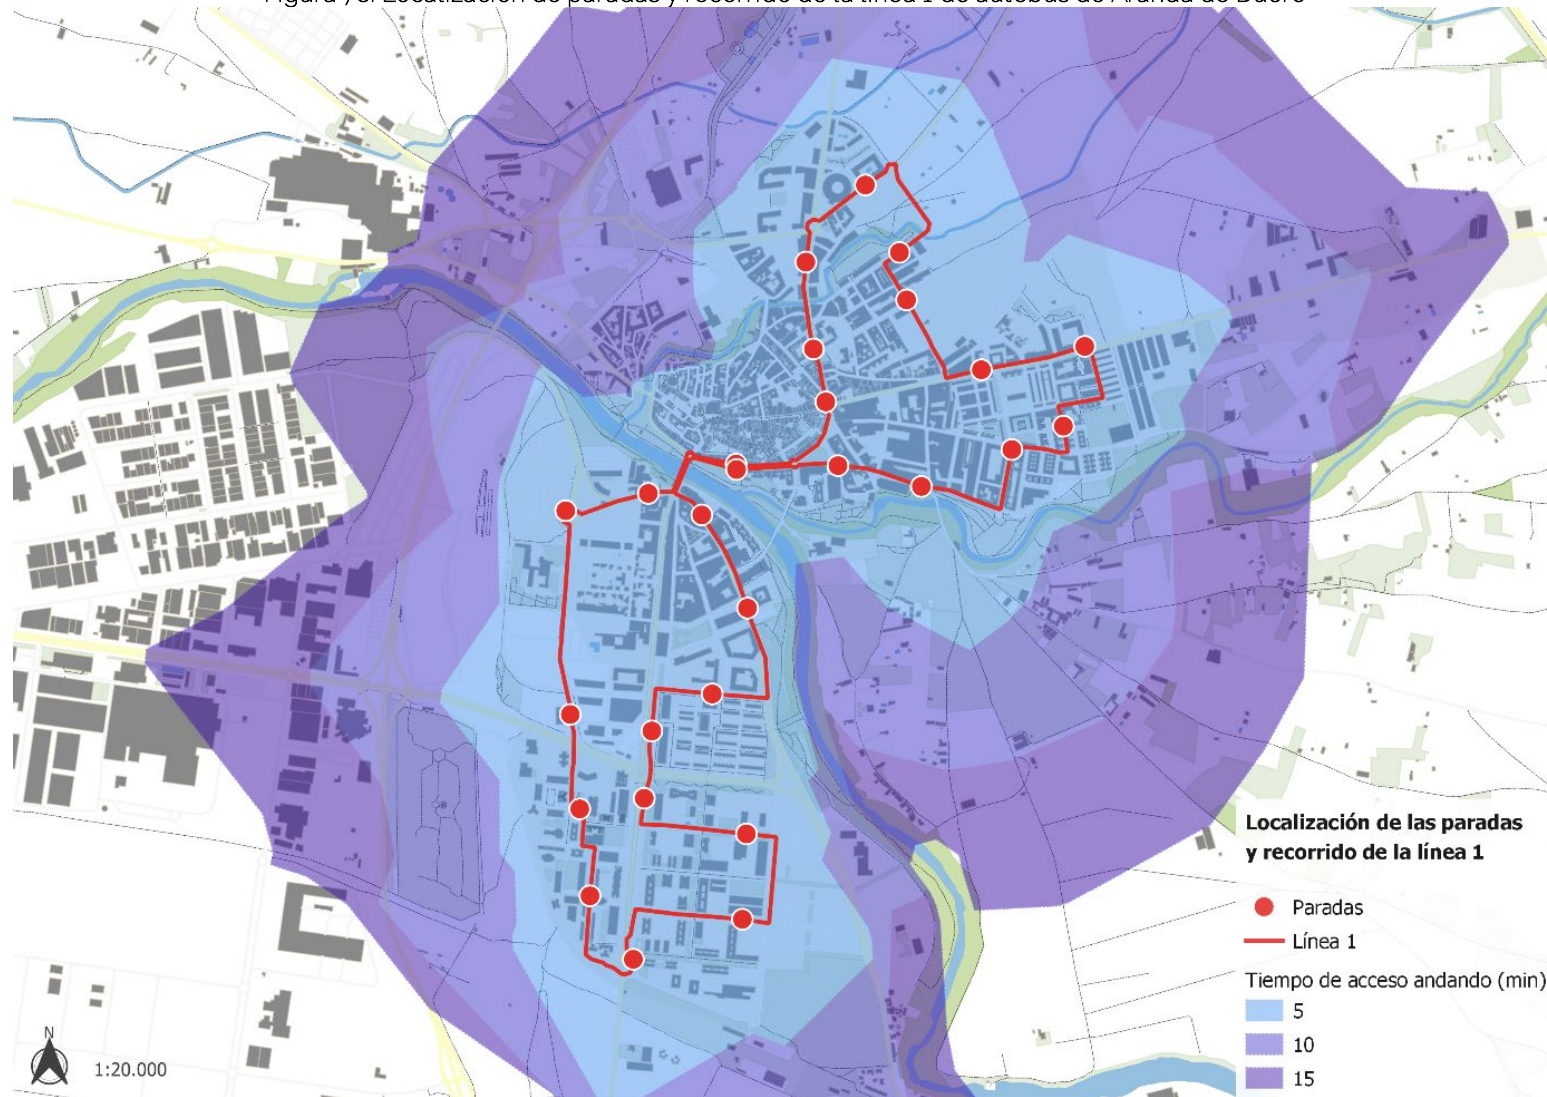 Localización de las paradas
y recorrido de la línea 1
Paradas
Línea 1
Tiempo de acceso andando (min)
5
10
15
N
1:20.000